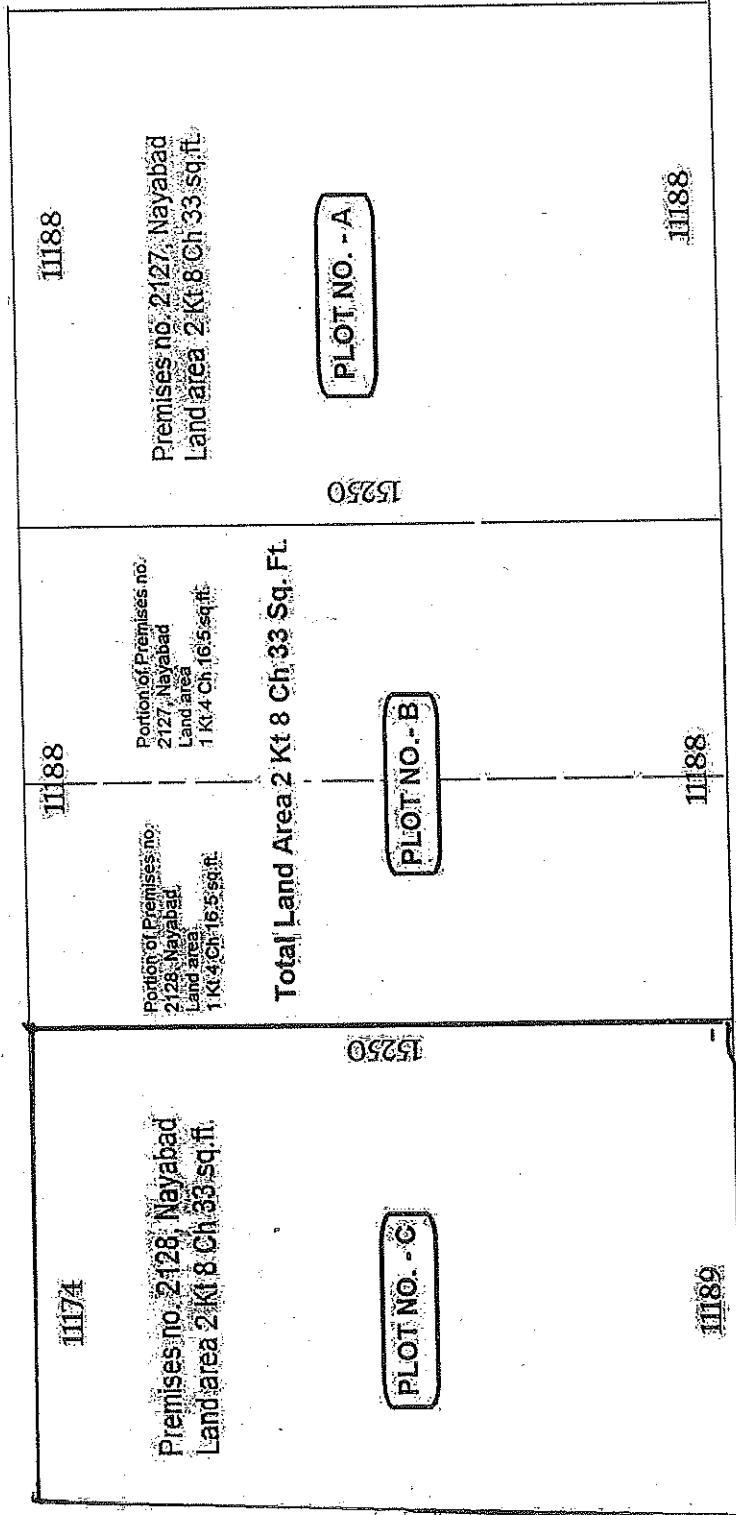 11174
Premises no. 2128, Nayabad
Land area 2 Kt 8 Ch 33 sq.ft.
PLOT NO. - C
11189
15250
11188
Portion of Premises no.
2128, Nayabad
Land area
1 Kt 4 Ch 16.5 sq.ft.
Portion of Premises no.
2127, Nayabad
Land area
1 Kt 4 Ch 16.5 sq.ft.
Total Land Area 2 Kt 8 Ch 33 Sq. Ft.
PLOT NO.- B
11188
15250
11188
Premises no. 2127, Nayabad
Land area 2 Kt 8 Ch 33 sq.ft.
PLOT NO. - A
11188